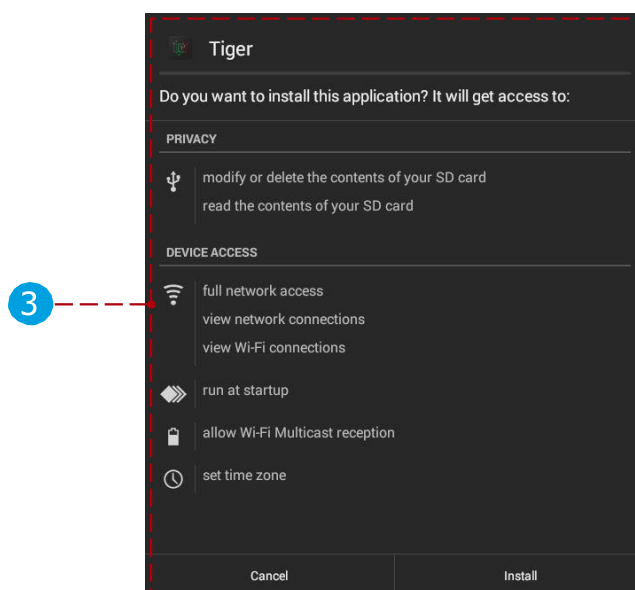 Tiger
Do you want to install this application? It will get access to:
PRIVACY
modify or delete the contents of your SD card
read the contents of your SD card
DEVICE ACCESS
3
full network access
view network connections
view Wi-Fi connections
run at startup
allow Wi-Fi Multicast reception
set time zone
Cancel
Install